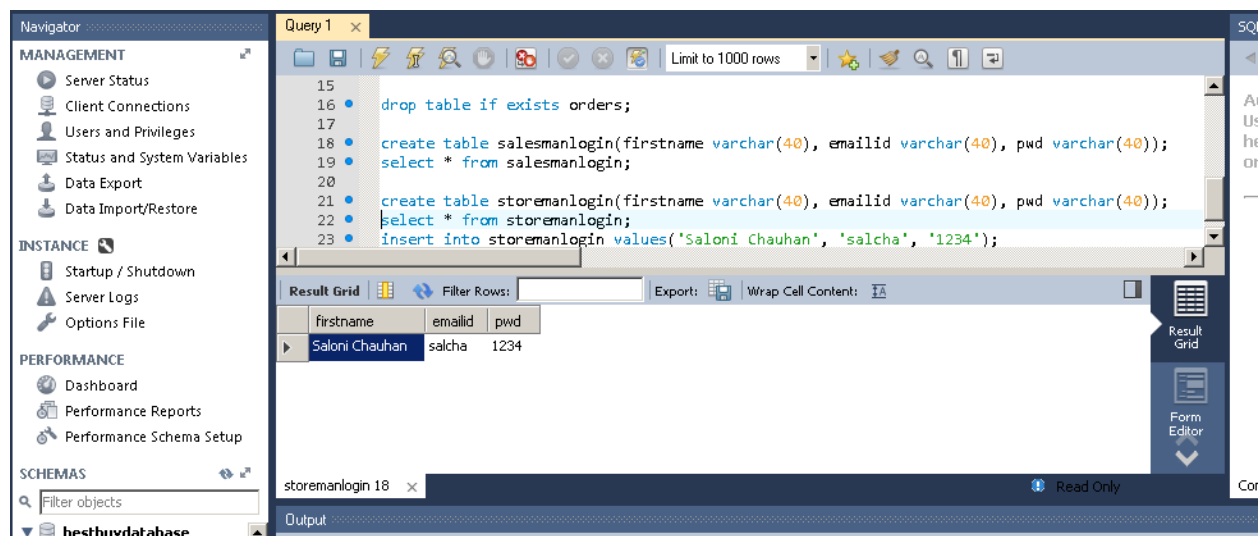 Navigator
MANAGEMENT
Server Status
Client Connections
Users and Privileges
Status and System Variables
Data Export
Data Import/Restore
INSTANCE
Startup / Shutdown
Server Logs
Options File
PERFORMANCE
Dashboard
Performance Reports
Performance Schema Setup
SCHEMAS
Filter objects
bestbuydatabase
Query 1
Limit to 1000 rows
15
16 drop table if exists orders;
17
18 create table salesmanlogin(firstname varchar(40), emailid varchar(40), pwd varchar(40));
19 select * from salesmanlogin;
20
21 create table storemanlogin(firstname varchar(40), emailid varchar(40), pwd varchar(40));
22 select * from storemanlogin;
23 insert into storemanlogin values('Saloni Chauhan', 'salcha', '1234');
Result Grid Filter Rows: Export: Wrap Cell Content:
firstname emailid pwd
Saloni Chauhan salcha 1234
Result
Grid
Form
Editor
storemanlogin 18
Read Only
Output